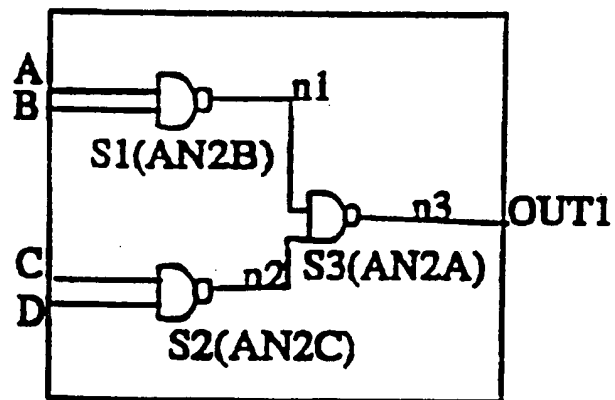 A
B
n1
S1(AN2B)
n3
OUT1
C
D
n2
S3(AN2A)
S2(AN2C)